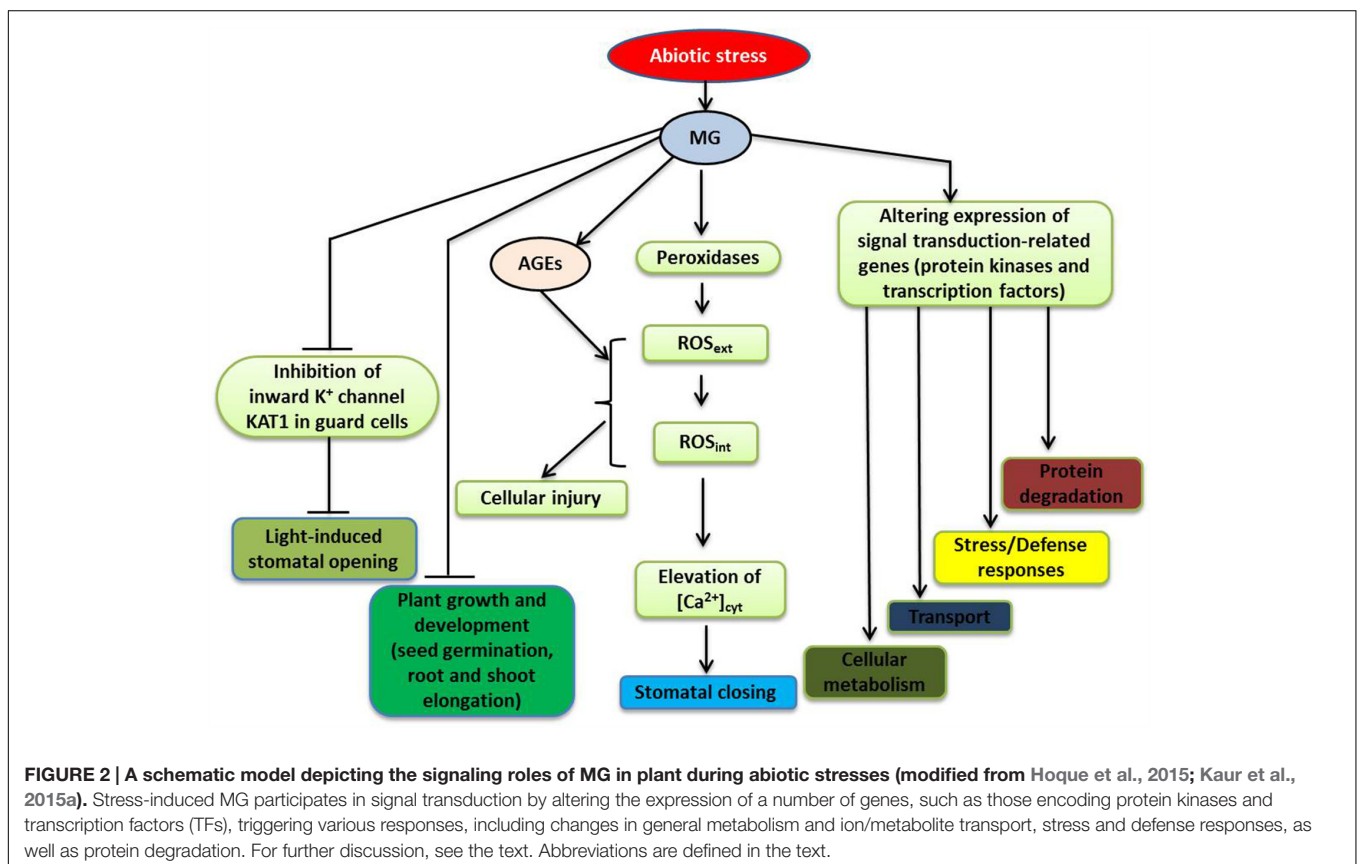 Abiotic stress
MG
Altering expression of
signal transduction-related
genes (protein kinases and
transcription factors)
AGEs
Peroxidases
ROSext
Inhibition of
inward K⁺ channel
KAT1 in guard cells
ROSint
Protein
degradation
Cellular injury
Light-induced
stomatal opening
Stress/Defense
responses
Elevation of
[Ca²⁺]cyt
Plant growth and
development
(seed germination,
root and shoot
elongation)
Transport
Cellular
metabolism
Stomatal closing
FIGURE 2 | A schematic model depicting the signaling roles of MG in plant during abiotic stresses (modified from Hoque et al., 2015; Kaur et al.,
2015a). Stress-induced MG participates in signal transduction by altering the expression of a number of genes, such as those encoding protein kinases and
transcription factors (TFs), triggering various responses, including changes in general metabolism and ion/metabolite transport, stress and defense responses, as
well as protein degradation. For further discussion, see the text. Abbreviations are defined in the text.